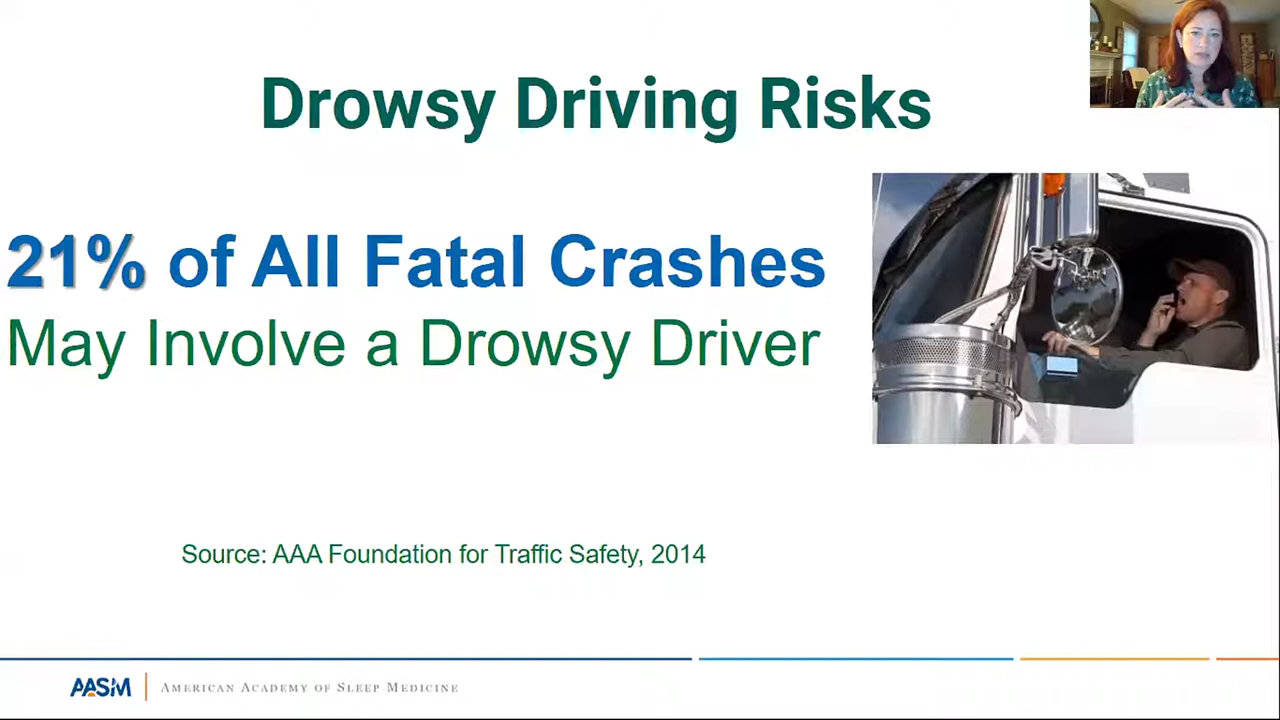 Drowsy Driving Risks
21% of All Fatal Crashes
May Involve a Drowsy Driver
Source: AAA Foundation for Traffic Safety, 2014
AASM | American Academy of Sleep Medicine